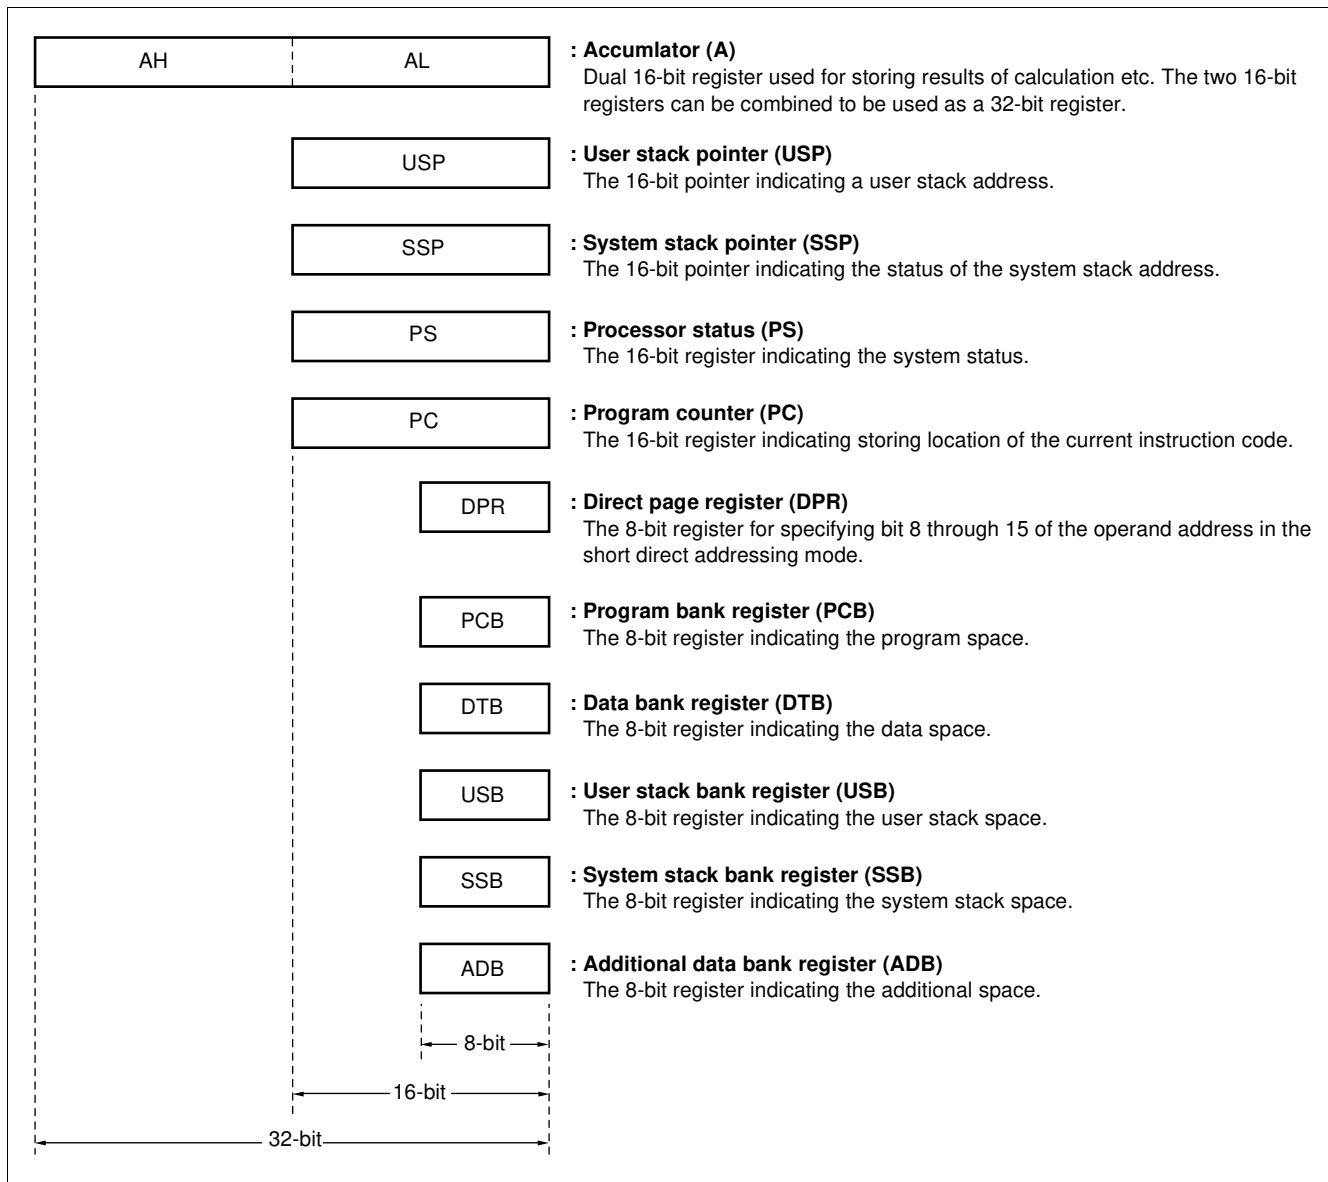 AH AL : Accumlator (A)
Dual 16-bit register used for storing results of calculation etc. The two 16-bit
registers can be combined to be used as a 32-bit register.
USP : User stack pointer (USP)
The 16-bit pointer indicating a user stack address.
SSP : System stack pointer (SSP)
The 16-bit pointer indicating the status of the system stack address.
PS : Processor status (PS)
The 16-bit register indicating the system status.
PC : Program counter (PC)
The 16-bit register indicating storing location of the current instruction code.
DPR : Direct page register (DPR)
The 8-bit register for specifying bit 8 through 15 of the operand address in the
short direct addressing mode.
PCB : Program bank register (PCB)
The 8-bit register indicating the program space.
DTB : Data bank register (DTB)
The 8-bit register indicating the data space.
USB : User stack bank register (USB)
The 8-bit register indicating the user stack space.
SSB : System stack bank register (SSB)
The 8-bit register indicating the system stack space.
ADB : Additional data bank register (ADB)
The 8-bit register indicating the additional space.
8-bit
16-bit
32-bit